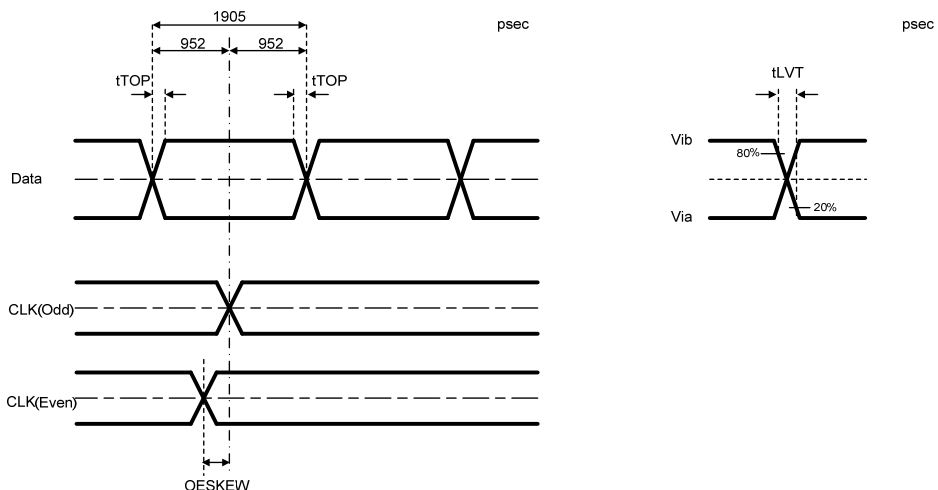 1905
psec
psec
952
952
tTOP
tTOP
tLVT
Vib
80%
Data
20%
Via
CLK(Odd)
CLK(Even)
OESKEW